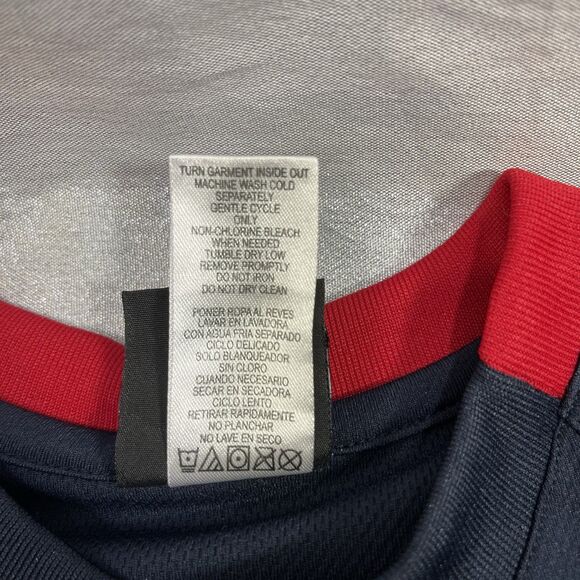 TURN GARMENT INSIDE OUT
MACHINE WASH COLD
SEPARATELY
GENTLE CYCLE
ONLY
NON-CHLORINE BLEACH
WHEN NEEDED
TUMBLE DRY LOW
REMOVE PROMPTLY
DO NOT IRON
DO NOT DRY CLEAN
PONER ROPA AL REVES
LAVAR EN LAVADORA
CON AGUA FRIA SEPARADO
CICLO DELICADO
SOLO BLANQUEADOR
SIN CLORO
CUANDO NECESARIO
SECAR EN SECADORA
CICLO LENTO
RETIRAR RAPIDAMENTE
NO PLANCHAR
NO LAVE EN SECO